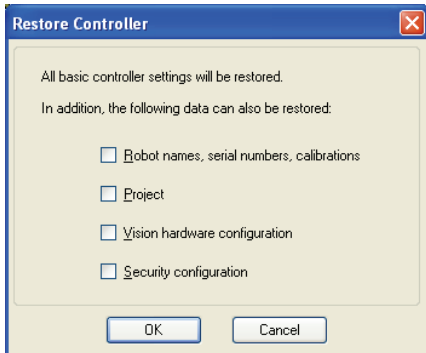 Restore Controller
All basic controller settings will be restored.
In addition, the following data can also be restored:
Robot names, serial numbers, calibrations
Project
Vision hardware configuration
Security configuration
OK Cancel